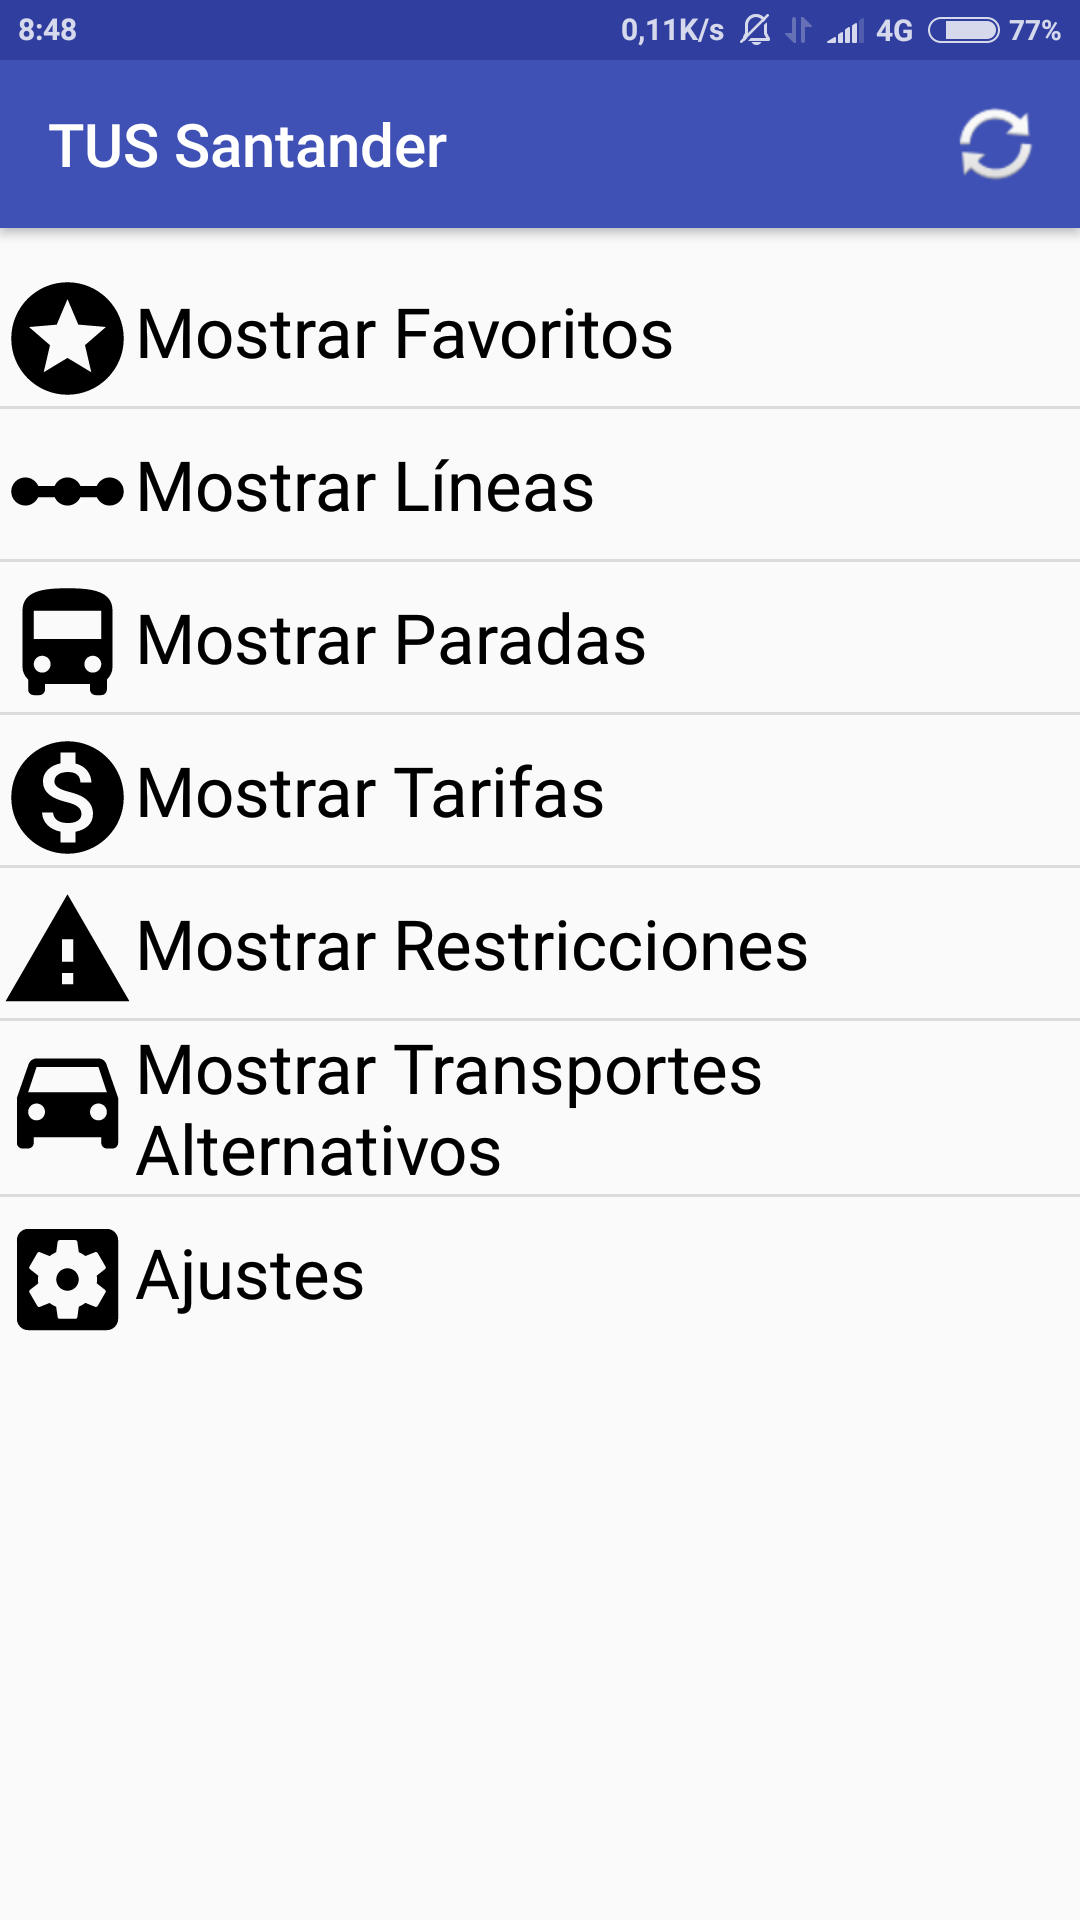 8:48 0,11K/s 4G 77%
TUS Santander
Mostrar Favoritos
Mostrar Líneas
Mostrar Paradas
Mostrar Tarifas
Mostrar Restricciones
Mostrar Transportes
Alternativos
Ajustes